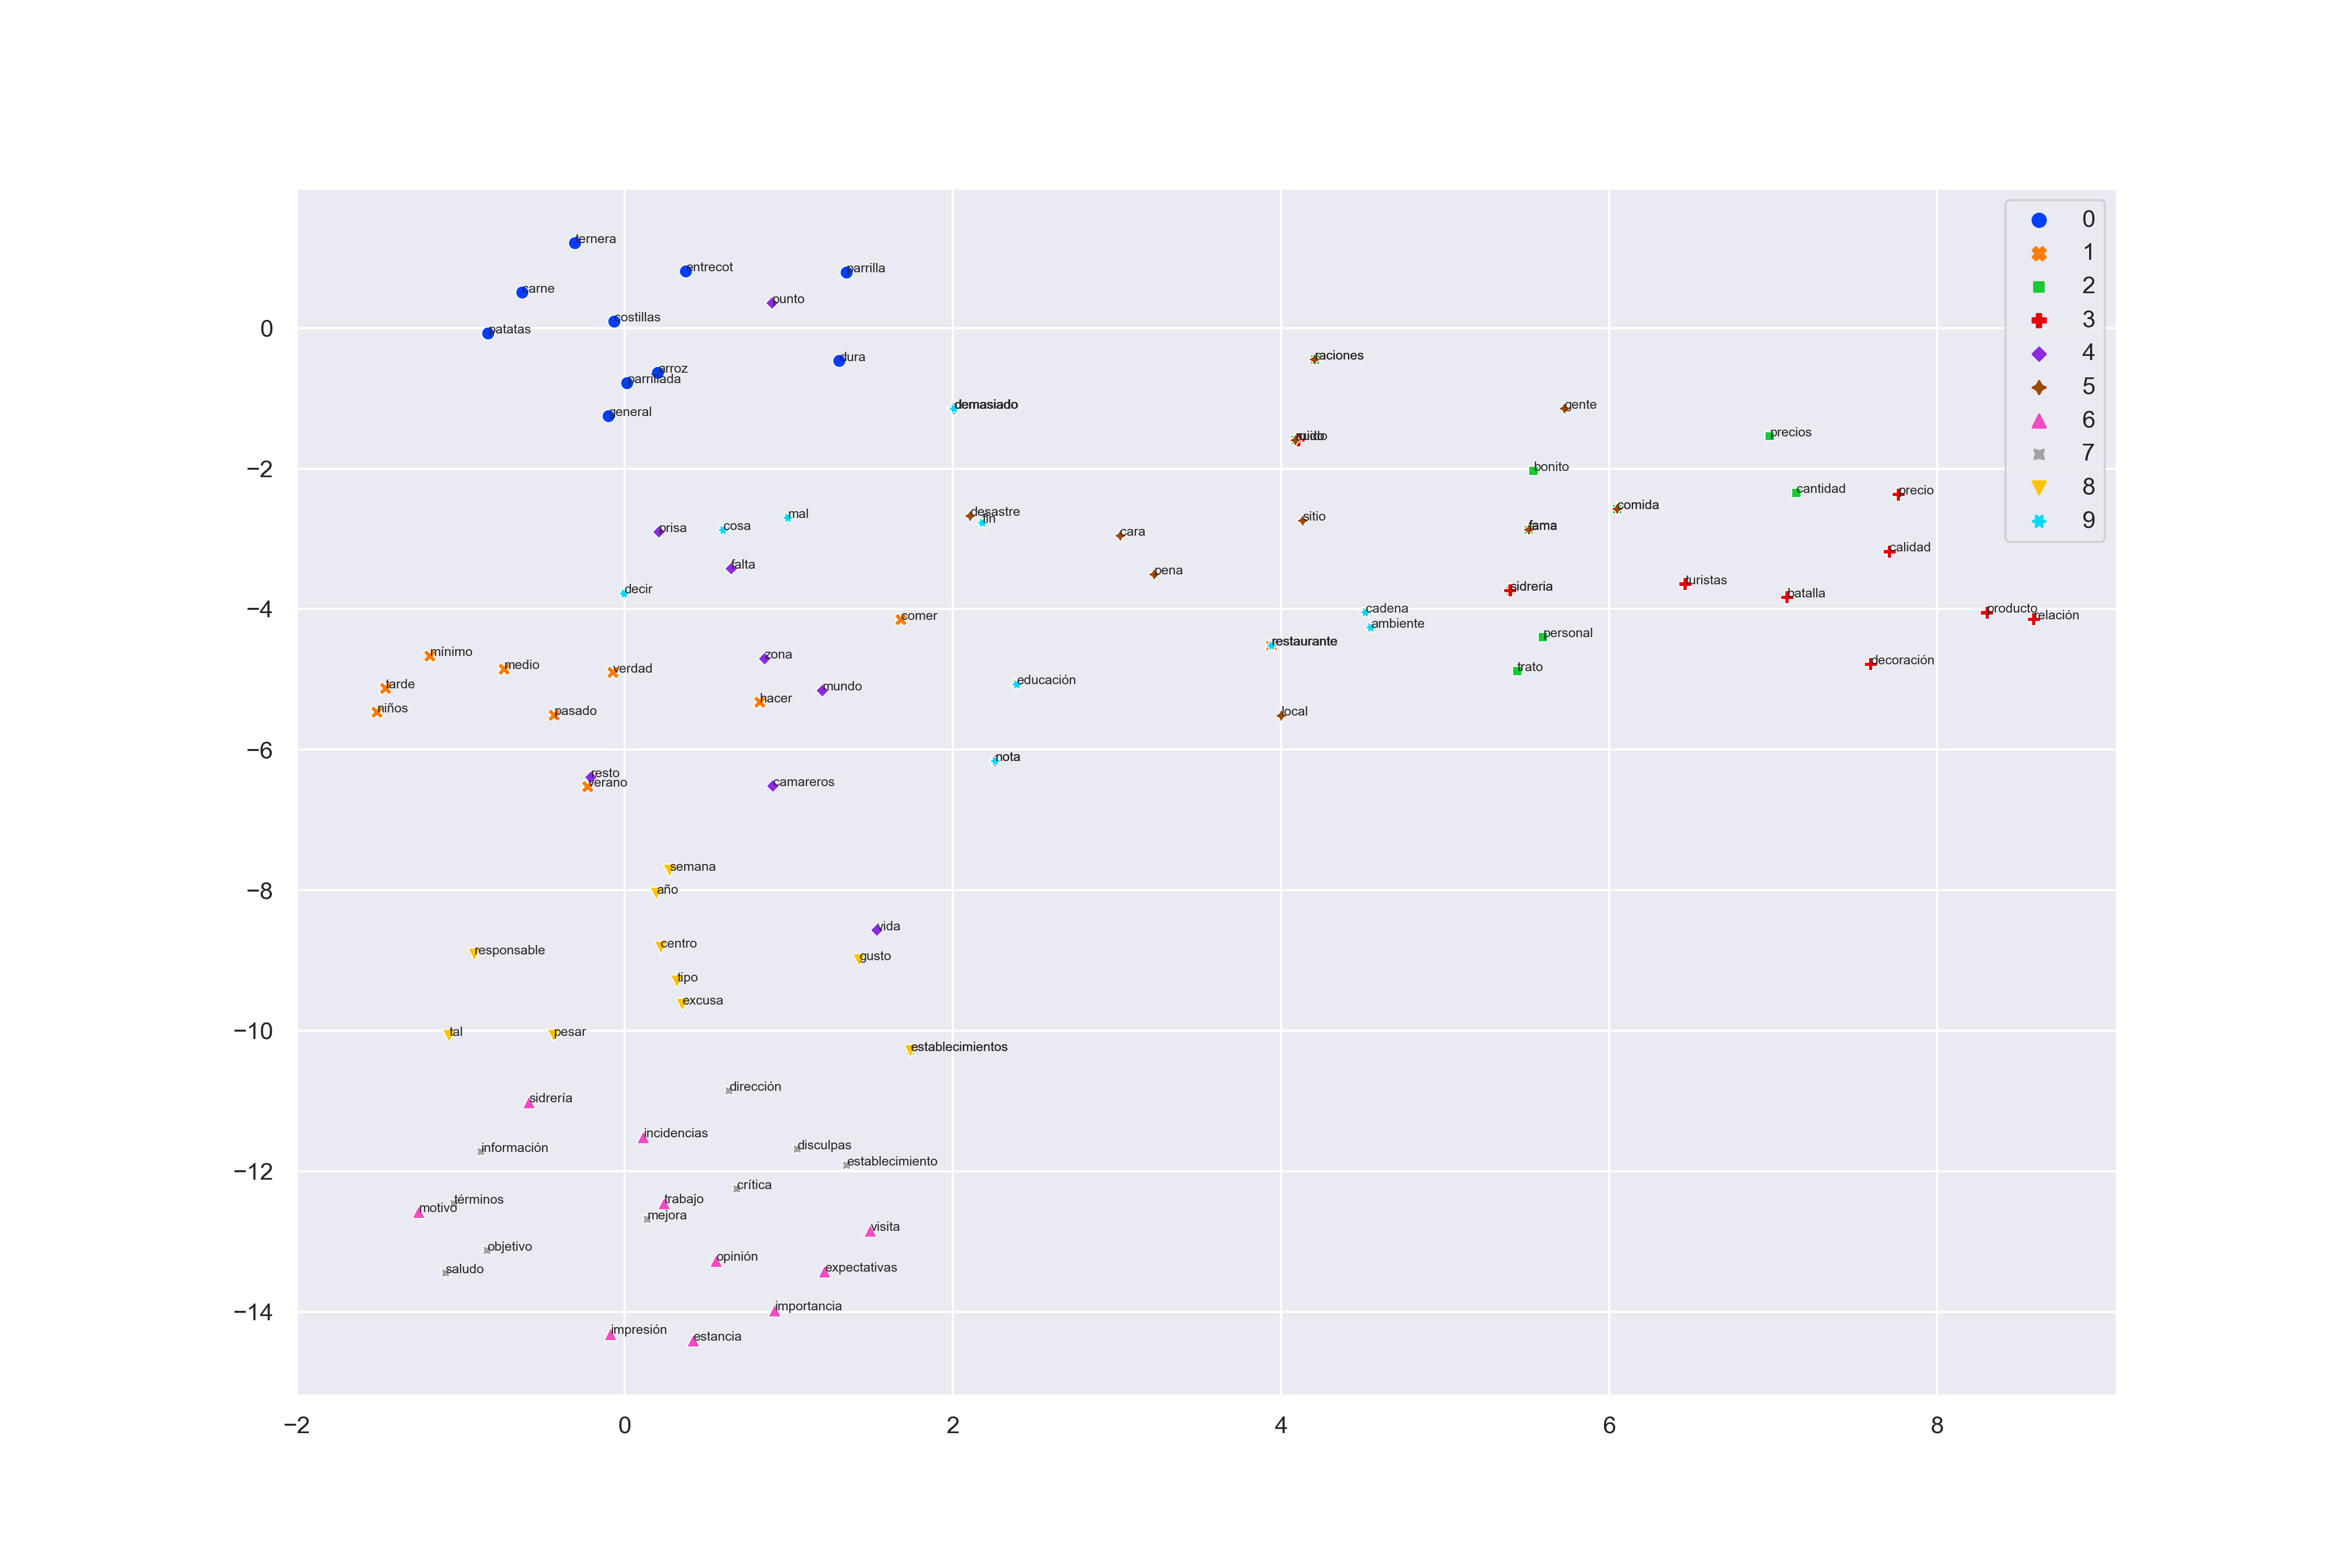 0
1
2
3
4
5
6
7
8
9
ternera
entrecot
parrilla
carne
punto
costillas
patatas
dura
raciones
arroz
parrillada
general
demasiado
gente
ruido
precios
bonito
cantidad
precio
comida
desastre
fin
mal
sitio
cosa
prisa
fama
cara
calidad
falta
pena
turistas
decir
sidreria
batalla
cadena
producto
comer
relación
ambiente
personal
restaurante
mínimo
zona
decoración
medio
verdad
trato
tarde
educación
mundo
hacer
niños
pasado
local
nota
resto
verano
camareros
semana
año
vida
centro
responsable
gusto
tipo
excusa
tal
pesar
establecimientos
dirección
sidrería
incidencias
información
disculpas
establecimiento
crítica
términos
trabajo
motivo
mejora
visita
objetivo
opinión
saludo
expectativas
importancia
impresión
estancia
0
−2
−4
−6
−8
−10
−12
−14
−2
0
2
4
6
8